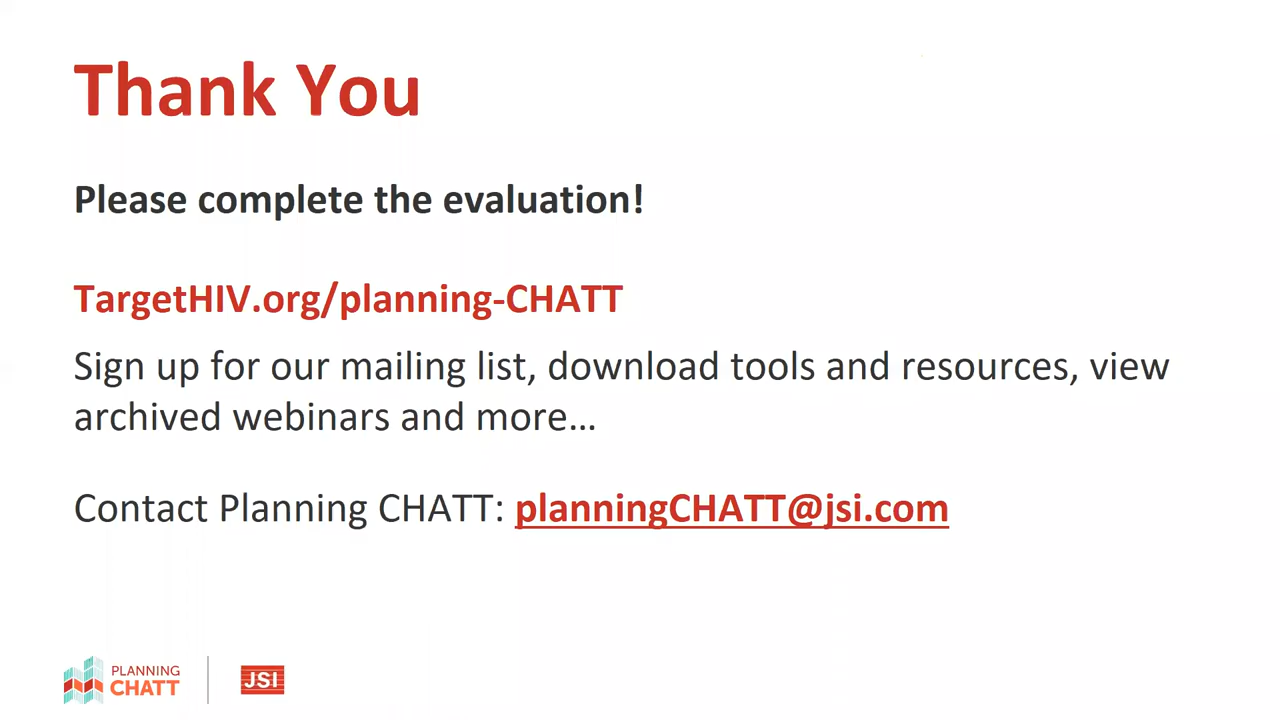 Thank You
Please complete the evaluation!
TargetHIV.org/planning-CHATT
Sign up for our mailing list, download tools and resources, view
archived webinars and more…
Contact Planning CHATT: planningCHATT@jsi.com
PLANNING
CHATT
JSI